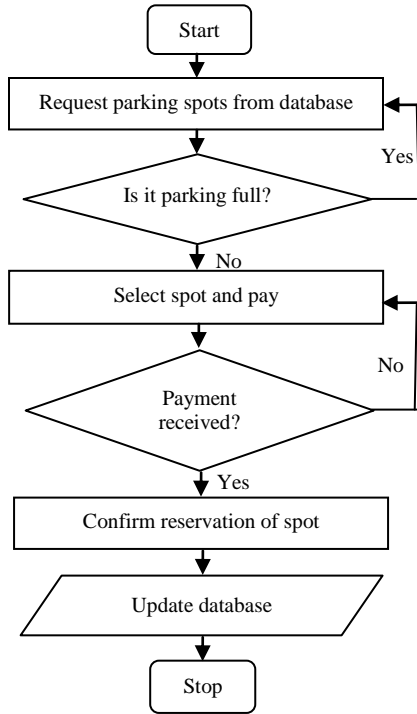 Start
Request parking spots from database
Yes
Is it parking full?
No
Select spot and pay
No
Payment
received?
Yes
Confirm reservation of spot
Update database
Stop